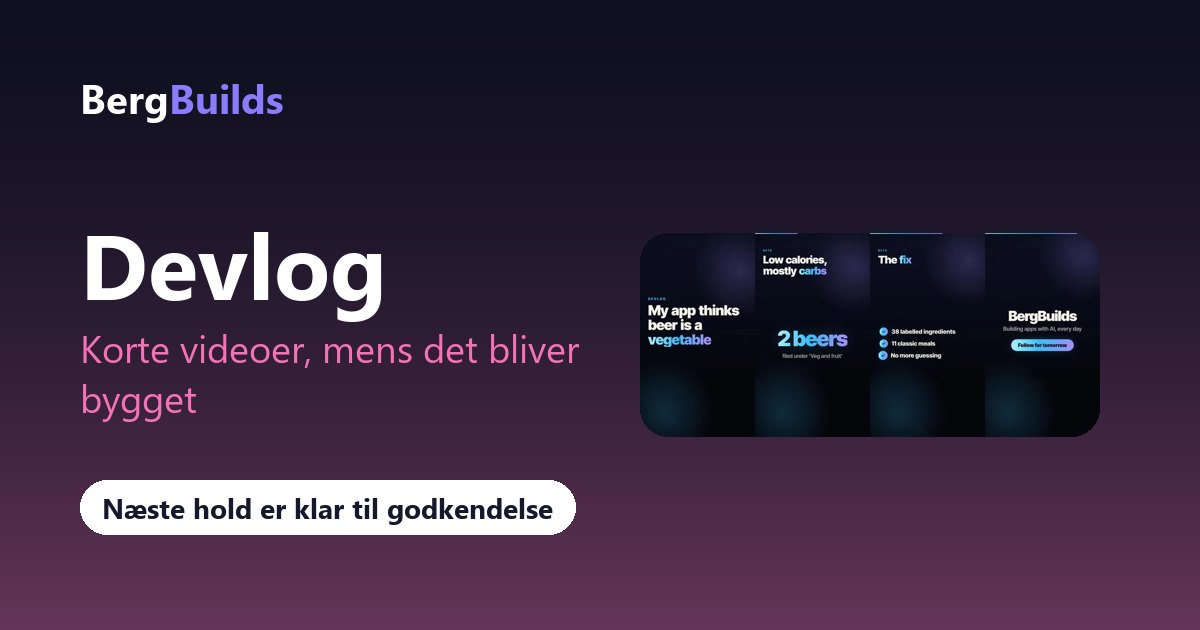 BergBuilds
Devlog
Korte videoer, mens det bliver
bygget
Næste hold er klar til godkendelse
DEVLOG
My app thinks
beer is a
vegetable
BETA
Low calories,
mostly carbs
2 beers
filed under 'Veg and fruit'
BETA
The fix
38 labelled ingredients
11 classic meals
No more guessing
BergBuilds
Building apps with AI, every day
Follow for tomorrow